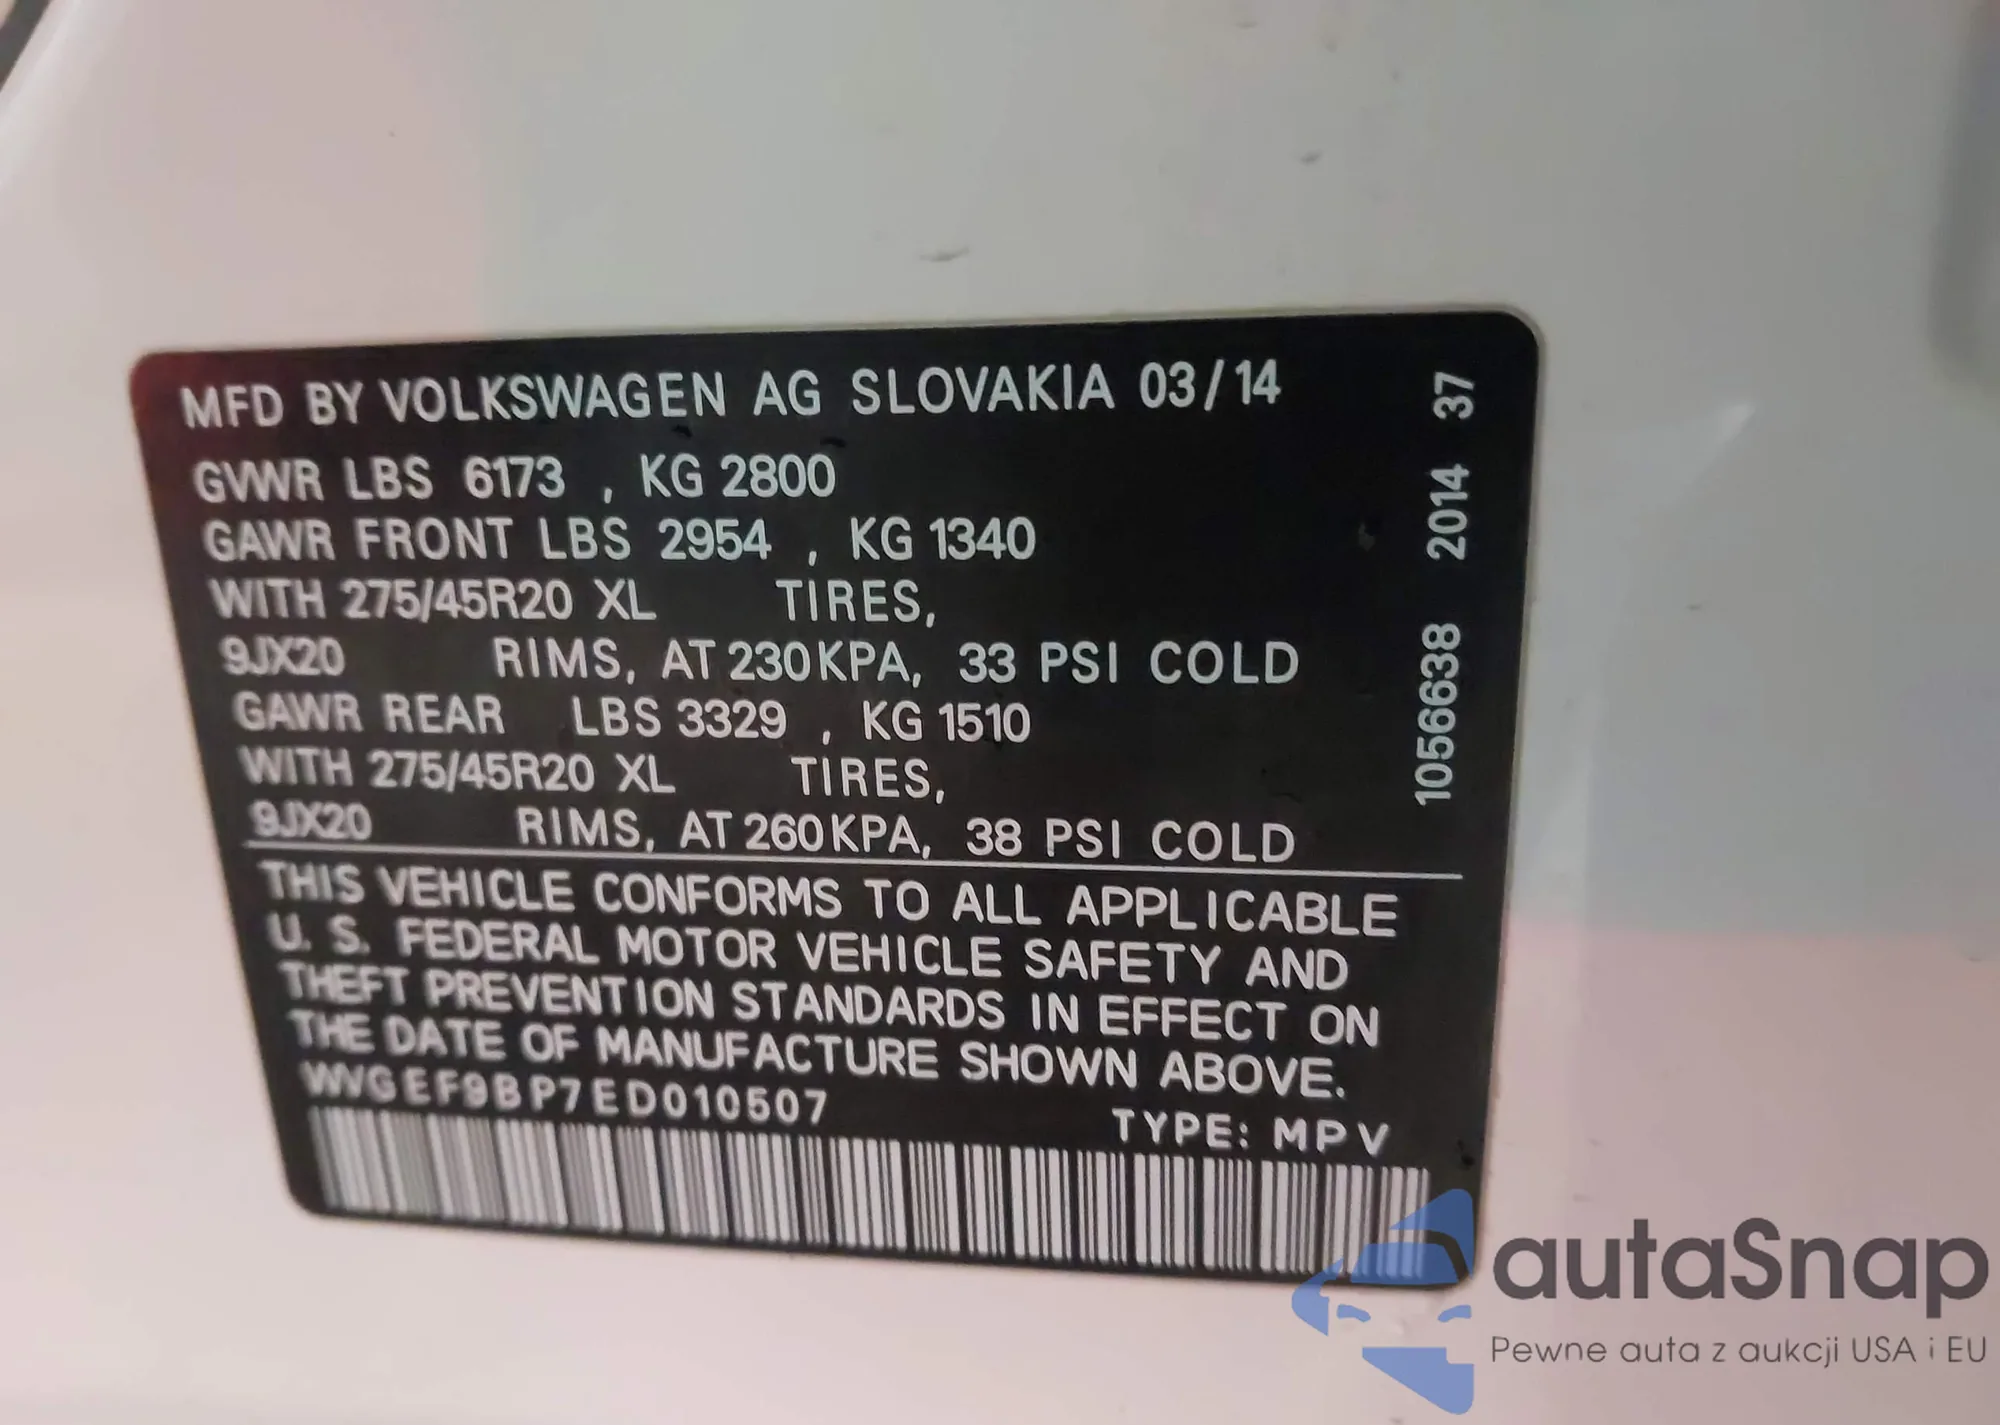 MFD BY VOLKSWAGEN AG SLOVAKIA 03/14
GVWR LBS 6173 , KG 2800
GAWR FRONT LBS 2954 , KG 1340
WITH 275/45R20 XL TIRES,
9JX20 RIMS, AT 230KPA, 33 PSI COLD
GAWR REAR LBS 3329 , KG 1510
WITH 275/45R20 XL TIRES,
9JX20 RIMS, AT 260KPA, 38 PSI COLD
THIS VEHICLE CONFORMS TO ALL APPLICABLE
U. S. FEDERAL MOTOR VEHICLE SAFETY AND
THEFT PREVENTION STANDARDS IN EFFECT ON
THE DATE OF MANUFACTURE SHOWN ABOVE.
WVGEF9BP7ED010507
TYPE: MPV
1056638 2014 37
autaSnap
Pewne auta z aukcji USA i EU